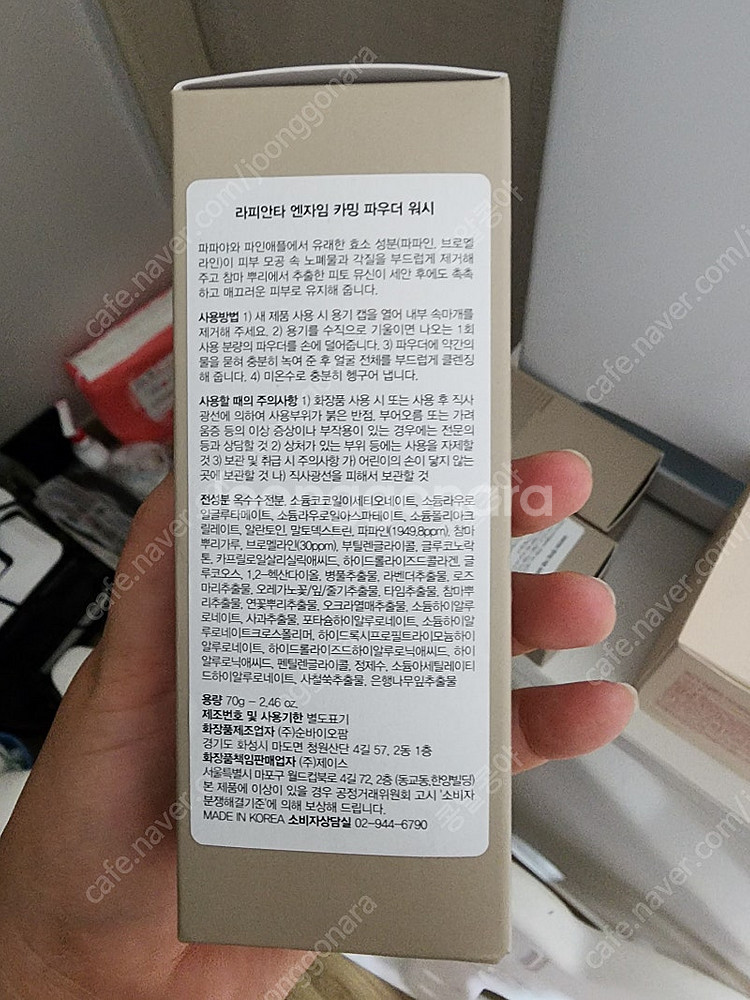 라피안타 엔자임 카밍 파우더 워시
파파야와 파인애플에서 유래한 효소 성분(파파인, 브로멜
라인)이 피부 모공 속 노폐물과 각질을 부드럽게 제거해
주고 참마 뿌리에서 추출한 피토 뮤신이 세안 후에도 촉촉
하고 매끄러운 피부로 유지해 줍니다.
사용방법 1) 새 제품 사용 시 용기 캡을 열어 내부 속마개를
제거해 주세요. 2) 용기를 수직으로 기울이면 나오는 1회
사용 분량의 파우더를 손에 덜어줍니다. 3) 파우더에 약간의
물을 묻혀 충분히 녹여 준 후 얼굴 전체를 부드럽게 클렌징
해 줍니다. 4) 미온수로 충분히 헹구어 냅니다.
사용할 때의 주의사항 1) 화장품 사용 시 또는 사용 후 직사
광선에 의하여 사용부위가 붉은 반점, 부어오름 또는 가려
움증 등의 이상 증상이나 부작용이 있는 경우에는 전문의
등과 상담할 것 2) 상처가 있는 부위 등에는 사용을 자제할
것 3) 보관 및 취급 시 주의사항 가) 어린이의 손이 닿지 않는
곳에 보관할 것 나) 직사광선을 피해서 보관할 것
전성분 옥수수전분, 소듐코코일이세티오네이트, 소듐라우로
일글루타메이트, 소듐라우로일아스파테이트, 소듐폴리아크
릴레이트, 알란토인, 말토덱스트린, 파파인(1949.8ppm), 참마
뿌리가루, 브로멜라인(30ppm), 부틸렌글라이콜, 글루코노락
톤, 카프릴로일살리실릭애씨드, 하이드롤라이즈드콜라겐, 글
루코오스, 1,2-헥산다이올, 병풀추출물, 라벤더추출물, 로즈
마리추출물, 오레가노꽃/잎/줄기추출물, 타임추출물, 참마뿌
리추출물, 연꽃뿌리추출물, 오크라열매추출물, 소듐하이알루
로네이트, 사과추출물, 포타슘하이알루로네이트, 소듐하이알
루로네이트크로스폴리머, 하이드록시프로필트라이모늄하이
알루로네이트, 하이드롤라이즈드하이알루로닉애씨드, 하이
알루로닉애씨드, 펜틸렌글라이콜, 정제수, 소듐아세틸레이티
드하이알루로네이트, 사철쑥추출물, 은행나무잎추출물
용량 70g - 2.46 oz.
제조번호 및 사용기한 별도표기
화장품제조업자 (주)순바이오팜
경기도 화성시 마도면 청원산단 4길 57, 2동 1층
화장품책임판매업자 (주)제이스
서울특별시 마포구 월드컵북로 4길 72, 2층 (동교동,한양빌딩)
본 제품에 이상이 있을 경우 공정거래위원회 고시 '소비자
분쟁해결기준'에 의해 보상해 드립니다.
MADE IN KOREA 소비자상담실 02-944-6790
joonggonara
cafe.naver.com/joonggonara